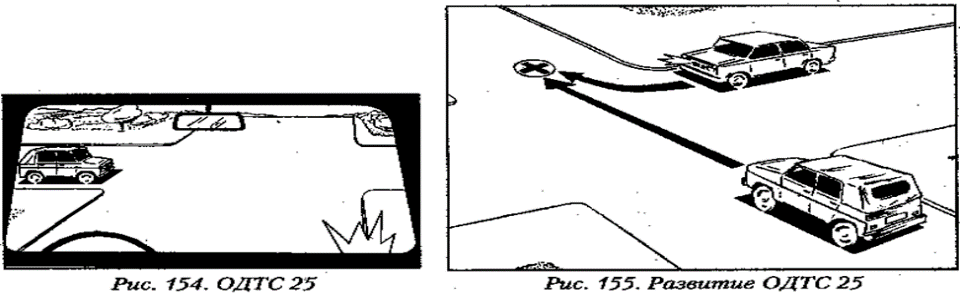 Рис. 154. ОДТС 25
Рис. 155. Развитие ОДТС 25